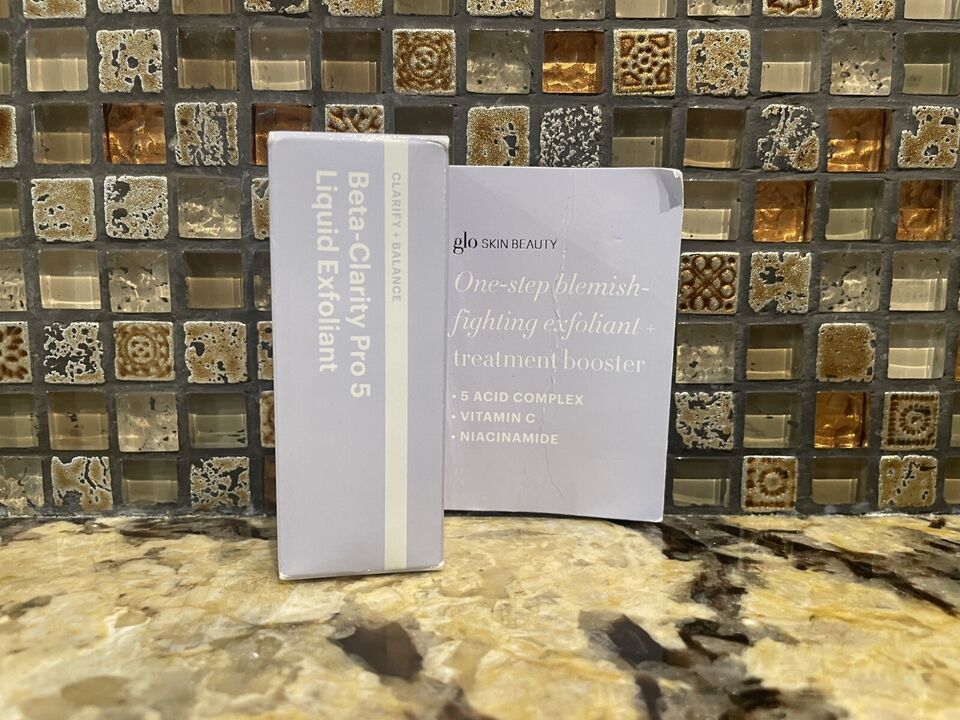 CLARIFY + BALANCE
Beta-Clarity Pro 5
Liquid Exfoliant
glo SKIN BEAUTY
One-step blemish-
fighting exfoliant +
treatment booster
• 5 ACID COMPLEX
• VITAMIN C
• NIACINAMIDE